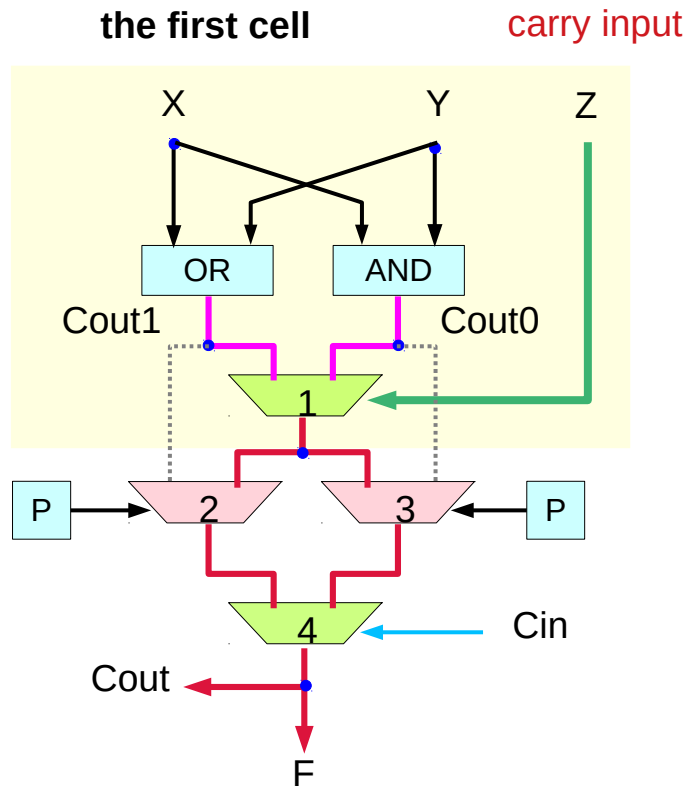 the first cell
carry input
X
Y
Z
OR
AND
Cout1
Cout0
1
P
2
3
P
4
Cin
Cout
F